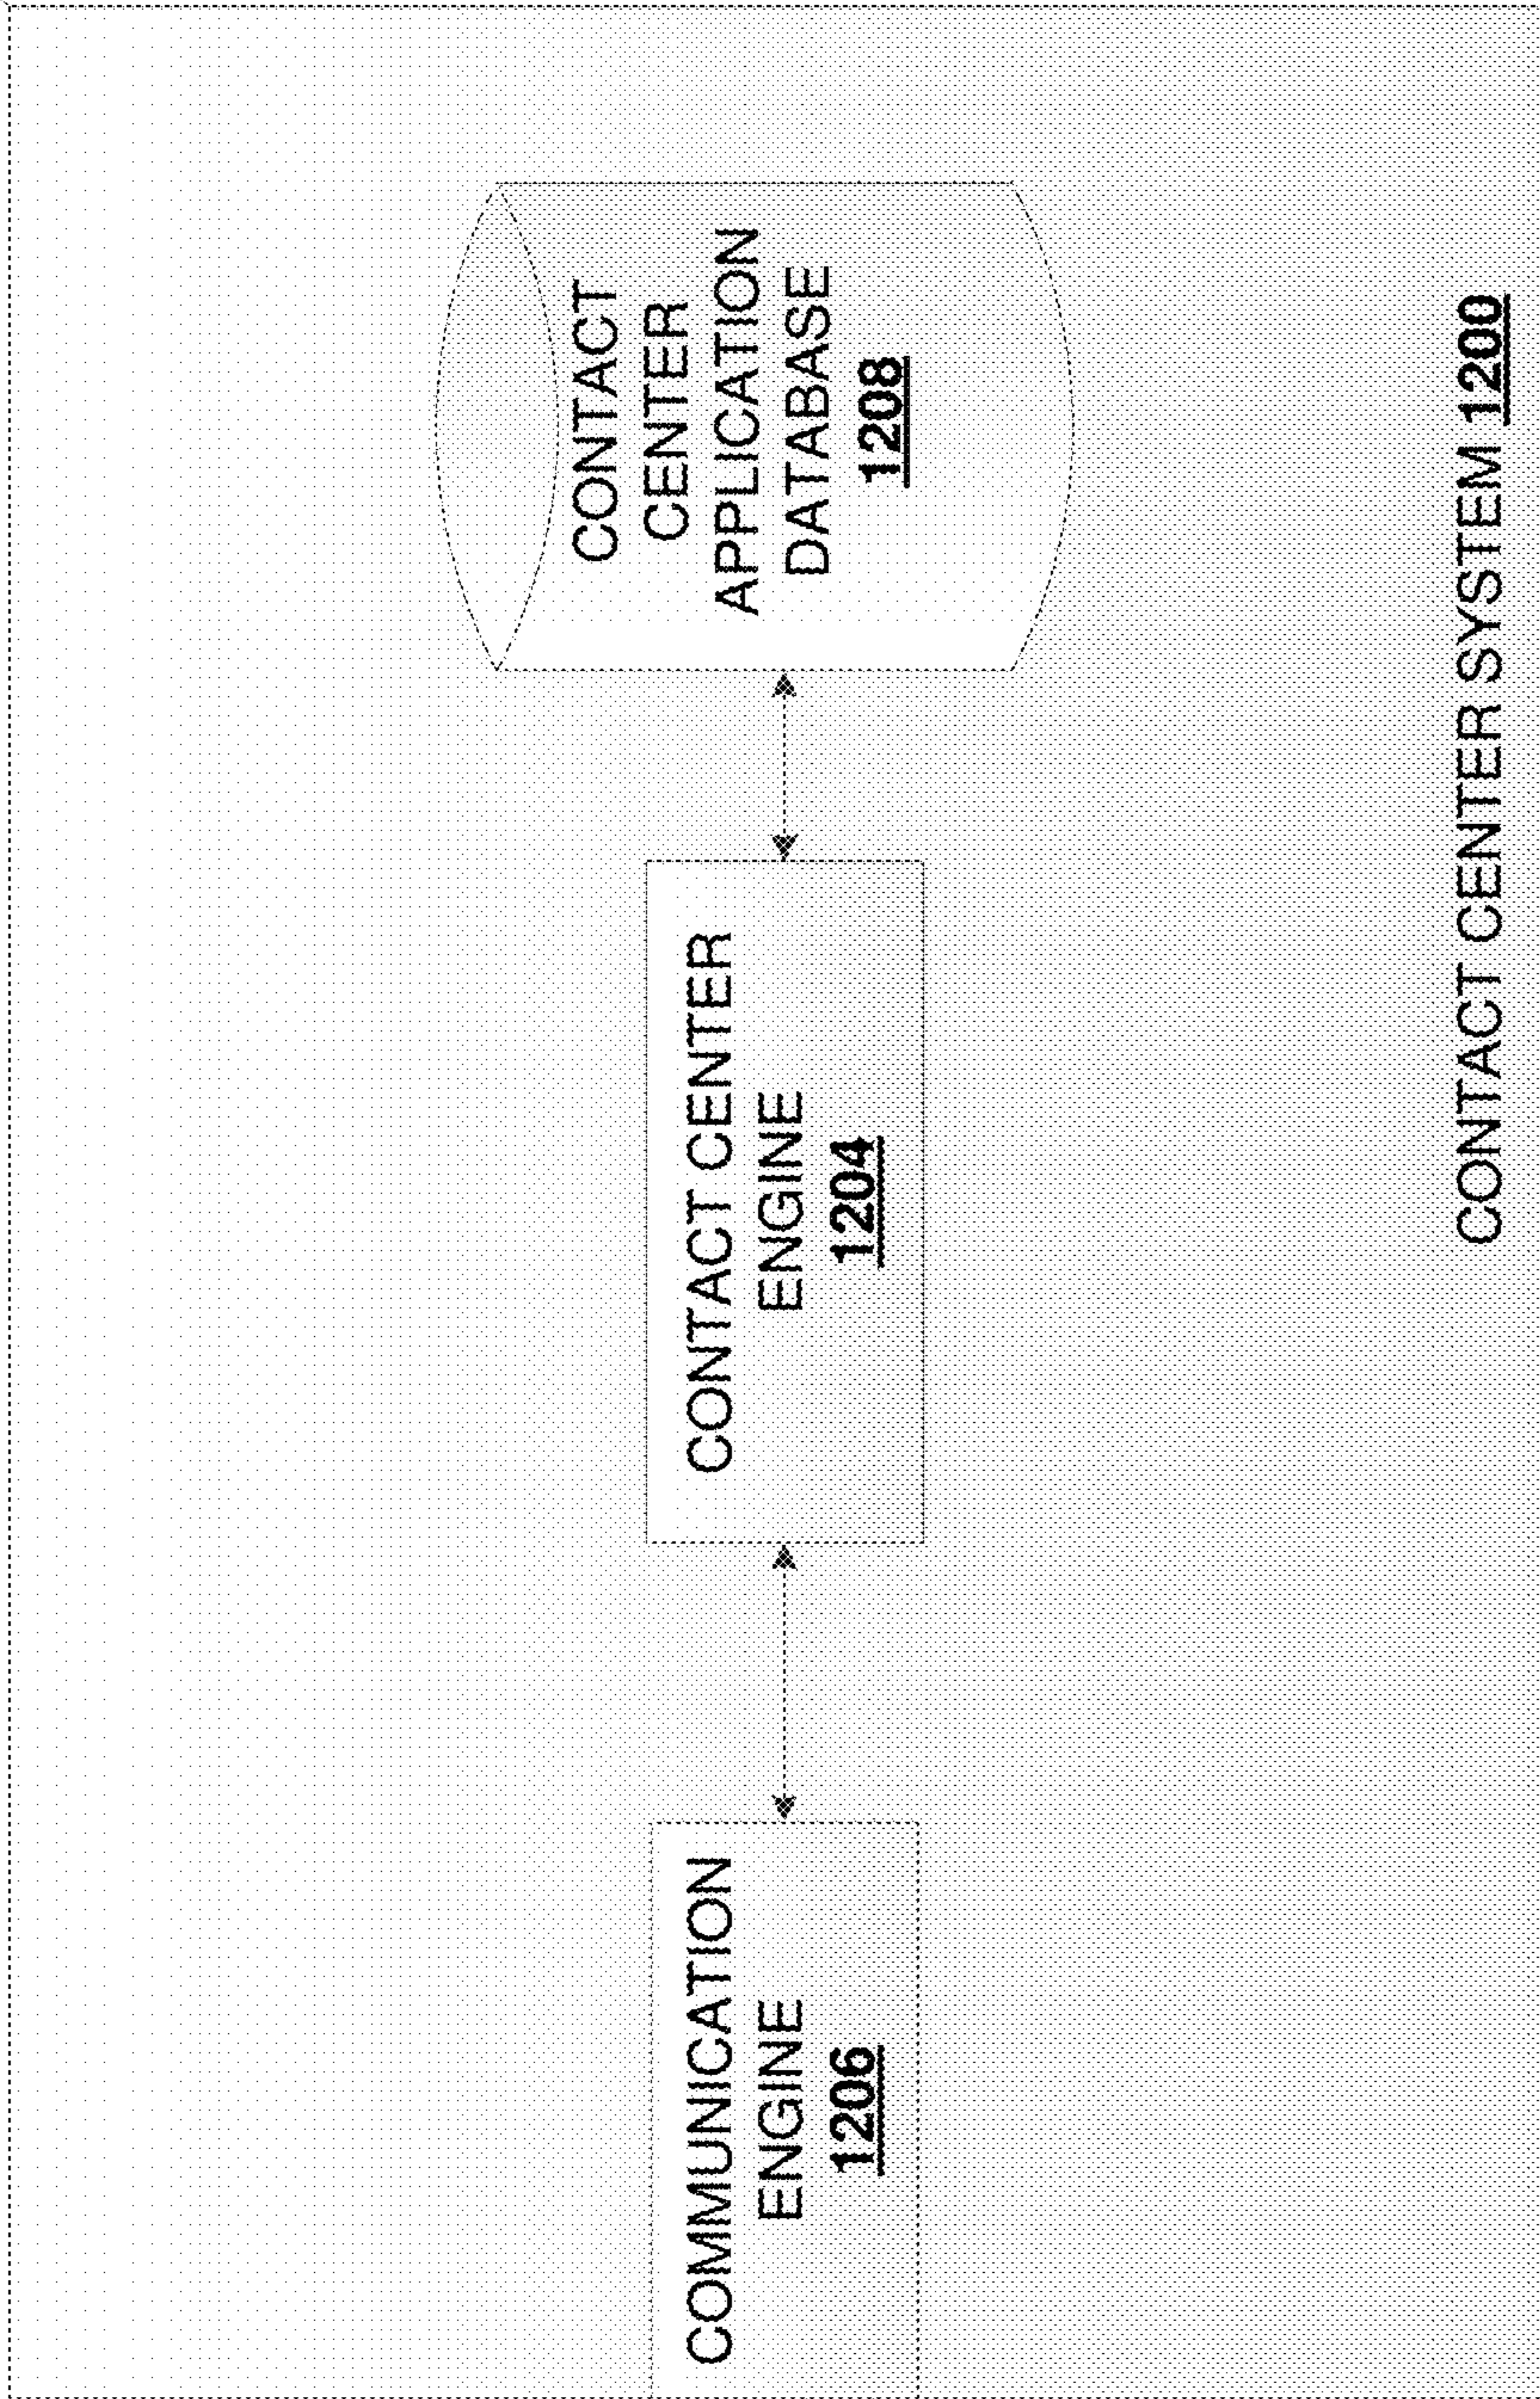 COMMUNICATION
ENGINE
1206
CONTACT CENTER
ENGINE
1204
CONTACT
CENTER
APPLICATION
DATABASE
1208
CONTACT CENTER SYSTEM 1200